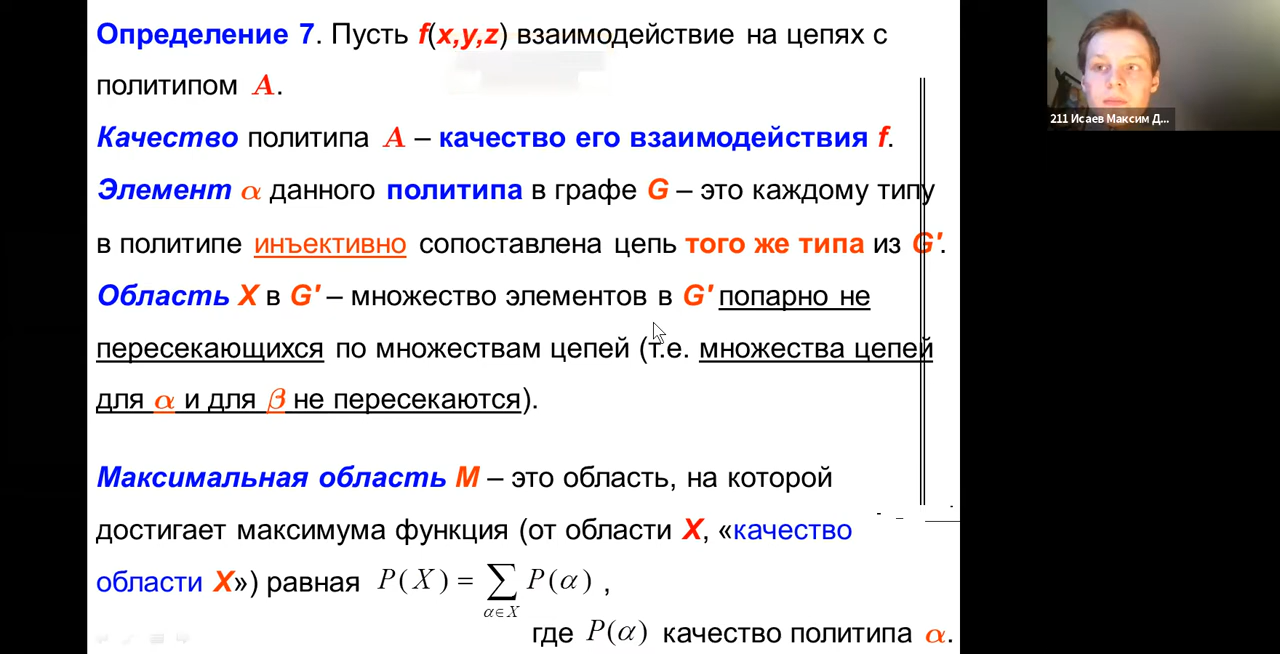 Определение 7. Пусть f(x,y,z) взаимодействие на цепях с
политипом A.
Качество политипа A – качество его взаимодействия f.
Элемент α данного политипа в графе G – это каждому типу
в политипе инъективно сопоставлена цепь того же типа из G'.
Область X в G' – множество элементов в G' попарно не
пересекающихся по множествам цепей (т.е. множества цепей
для α и для β не пересекаются).
Максимальная область M – это область, на которой
достигает максимума функция (от области X, «качество
области X») равная P(X) = ∑_{α∈X} P(α) ,
где P(α) качество политипа α.
211 Исаев Максим Д...